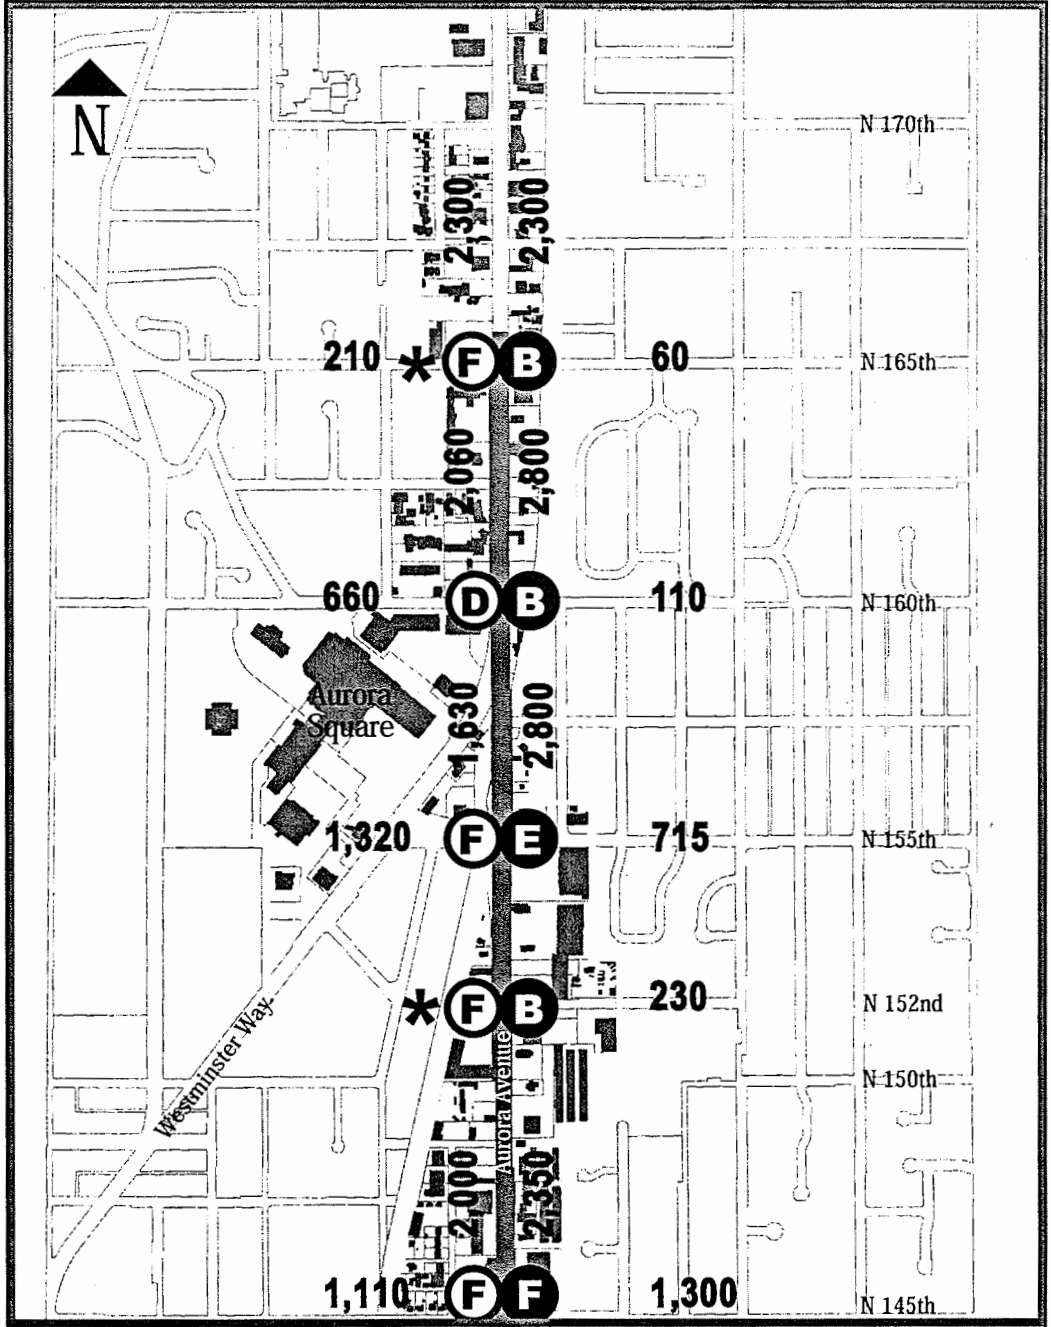 N
N 170th
2,300 2,300
210 * F B 60 N 165th
2,060 2,800
660 D B 110 N 160th
Aurora
Square
1,630 2,800
1,320 F E 715 N 155th
* F B 230 N 152nd
Westminster Way
Aurora Avenue
N 150th
2,000 2,350
1,110 F F 1,300 N 145th